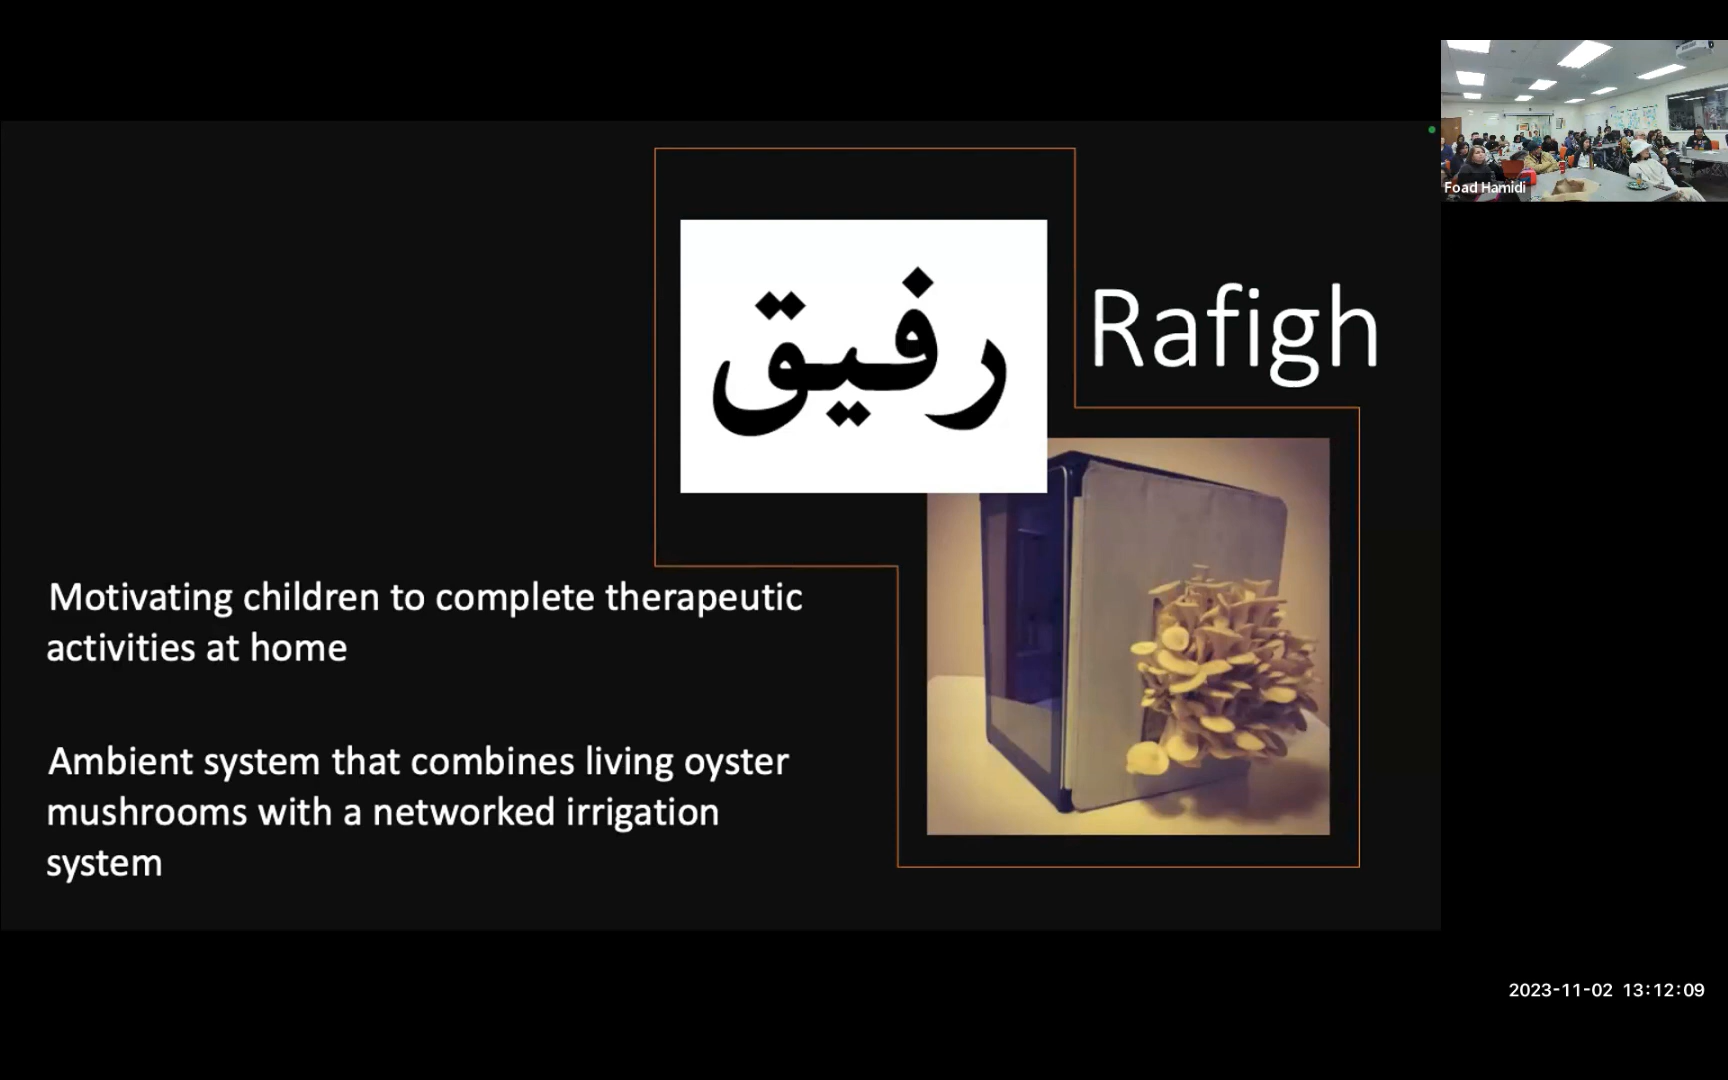 رفیق
Rafigh
Motivating children to complete therapeutic
activities at home
Ambient system that combines living oyster
mushrooms with a networked irrigation
system
Foad Hamidi
2023-11-02 13:12:09